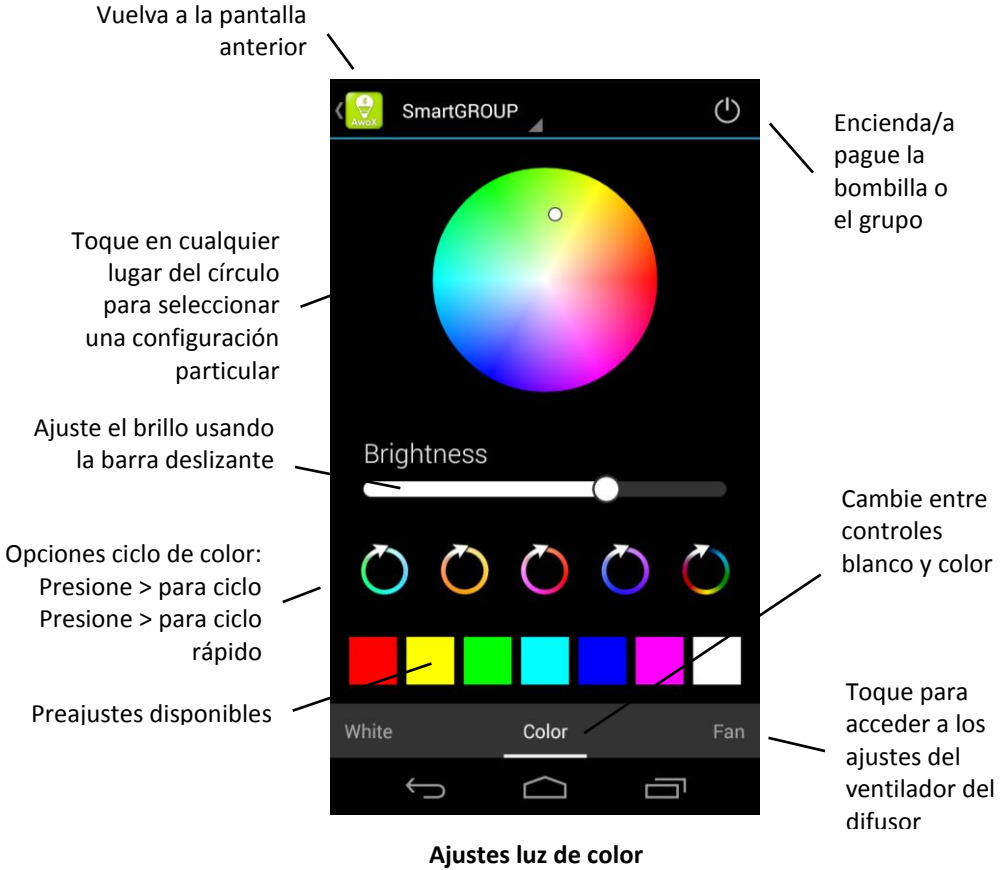 Vuelva a la pantalla
anterior
AwoX
SmartGROUP
Encienda/a
pague la
bombilla o
el grupo
Toque en cualquier
lugar del círculo
para seleccionar
una configuración
particular
Ajuste el brillo usando
la barra deslizante
Brightness
Cambie entre
controles
blanco y color
Opciones ciclo de color:
Presione > para ciclo
Presione > para ciclo
rápido
Preajustes disponibles
White Color Fan
Toque para
acceder a los
ajustes del
ventilador del
difusor
Ajustes luz de color